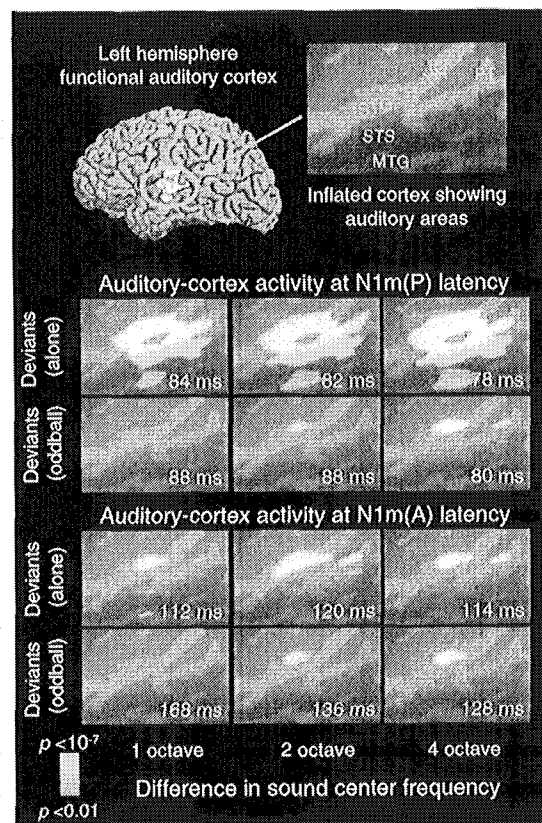 Left hemisphere
functional auditory cortex
STG
STS
MTG
Inflated cortex showing
auditory areas
Auditory-cortex activity at N1m(P) latency
Deviants
(alone)
84 ms
82 ms
78 ms
Deviants
(oddball)
88 ms
88 ms
80 ms
Auditory-cortex activity at N1m(A) latency
Deviants
(alone)
112 ms
120 ms
114 ms
Deviants
(oddball)
168 ms
136 ms
128 ms
p <10-7
1 octave
2 octave
4 octave
p <0.01
Difference in sound center frequency